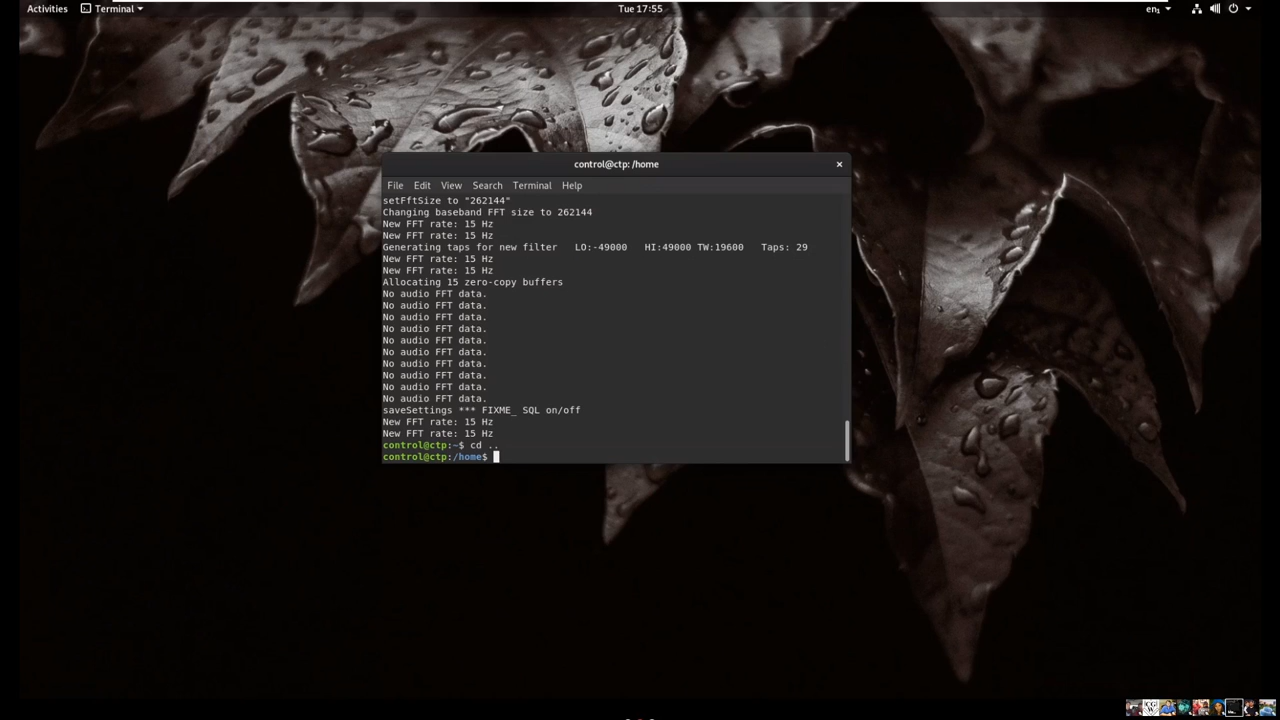 Activities Terminal Tue 17:55 en₁
control@ctp: /home ×
File Edit View Search Terminal Help
setFftSize to "262144"
Changing baseband FFT size to 262144
New FFT rate: 15 Hz
New FFT rate: 15 Hz
Generating taps for new filter LO:-49000 HI:49000 TW:19600 Taps: 29
New FFT rate: 15 Hz
New FFT rate: 15 Hz
Allocating 15 zero-copy buffers
No audio FFT data.
No audio FFT data.
No audio FFT data.
No audio FFT data.
No audio FFT data.
No audio FFT data.
No audio FFT data.
No audio FFT data.
No audio FFT data.
No audio FFT data.
saveSettings *** FIXME_ SQL on/off
New FFT rate: 15 Hz
New FFT rate: 15 Hz
control@ctp:~$ cd ..
control@ctp:/home$